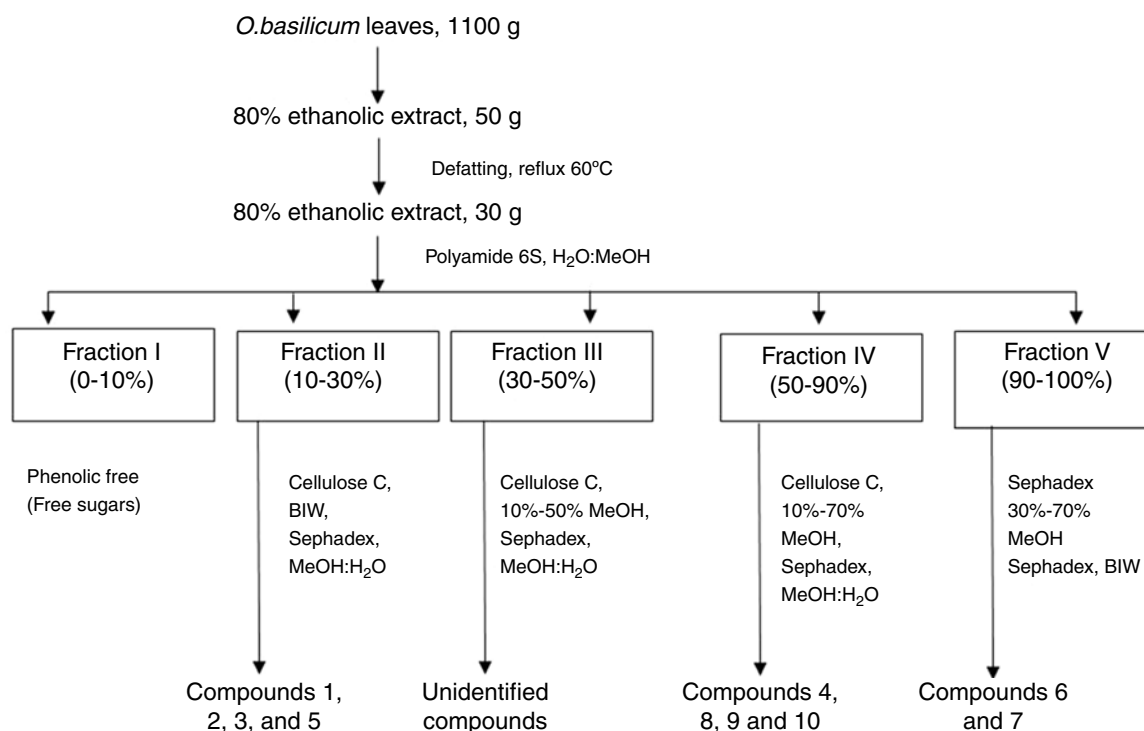 O.basilicum leaves, 1100 g
80% ethanolic extract, 50 g
Defatting, reflux 60ºC
80% ethanolic extract, 30 g
Polyamide 6S, H₂O:MeOH
Fraction I
(0-10%)
Fraction II
(10-30%)
Fraction III
(30-50%)
Fraction IV
(50-90%)
Fraction V
(90-100%)
Phenolic free
(Free sugars)
Cellulose C,
BIW,
Sephadex,
MeOH:H₂O
Cellulose C,
10%-50% MeOH,
Sephadex,
MeOH:H₂O
Cellulose C,
10%-70%
MeOH,
Sephadex,
MeOH:H₂O
Sephadex
30%-70%
MeOH
Sephadex, BIW
Compounds 1,
2, 3, and 5
Unidentified
compounds
Compounds 4,
8, 9 and 10
Compounds 6
and 7